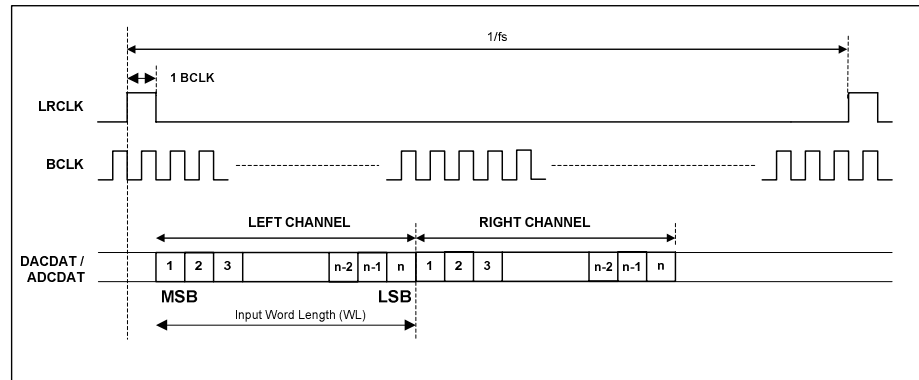 1/fs
1 BCLK
LRCLK
BCLK
LEFT CHANNEL RIGHT CHANNEL
DACDAT /
ADCDAT
1 2 3 n-2 n-1 n 1 2 3 n-2 n-1 n
MSB LSB
Input Word Length (WL)